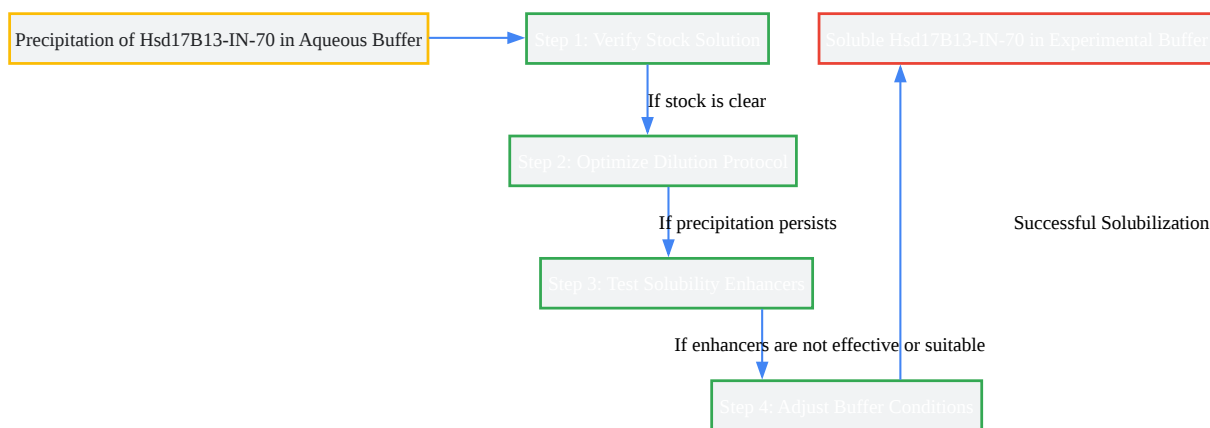 Precipitation of Hsd17B13-IN-70 in Aqueous Buffer
Step 1: Verify Stock Solution
Soluble Hsd17B13-IN-70 in Experimental Buffer
If stock is clear
Step 2: Optimize Dilution Protocol
If precipitation persists
Successful Solubilization
Step 3: Test Solubility Enhancers
If enhancers are not effective or suitable
Step 4: Adjust Buffer Conditions